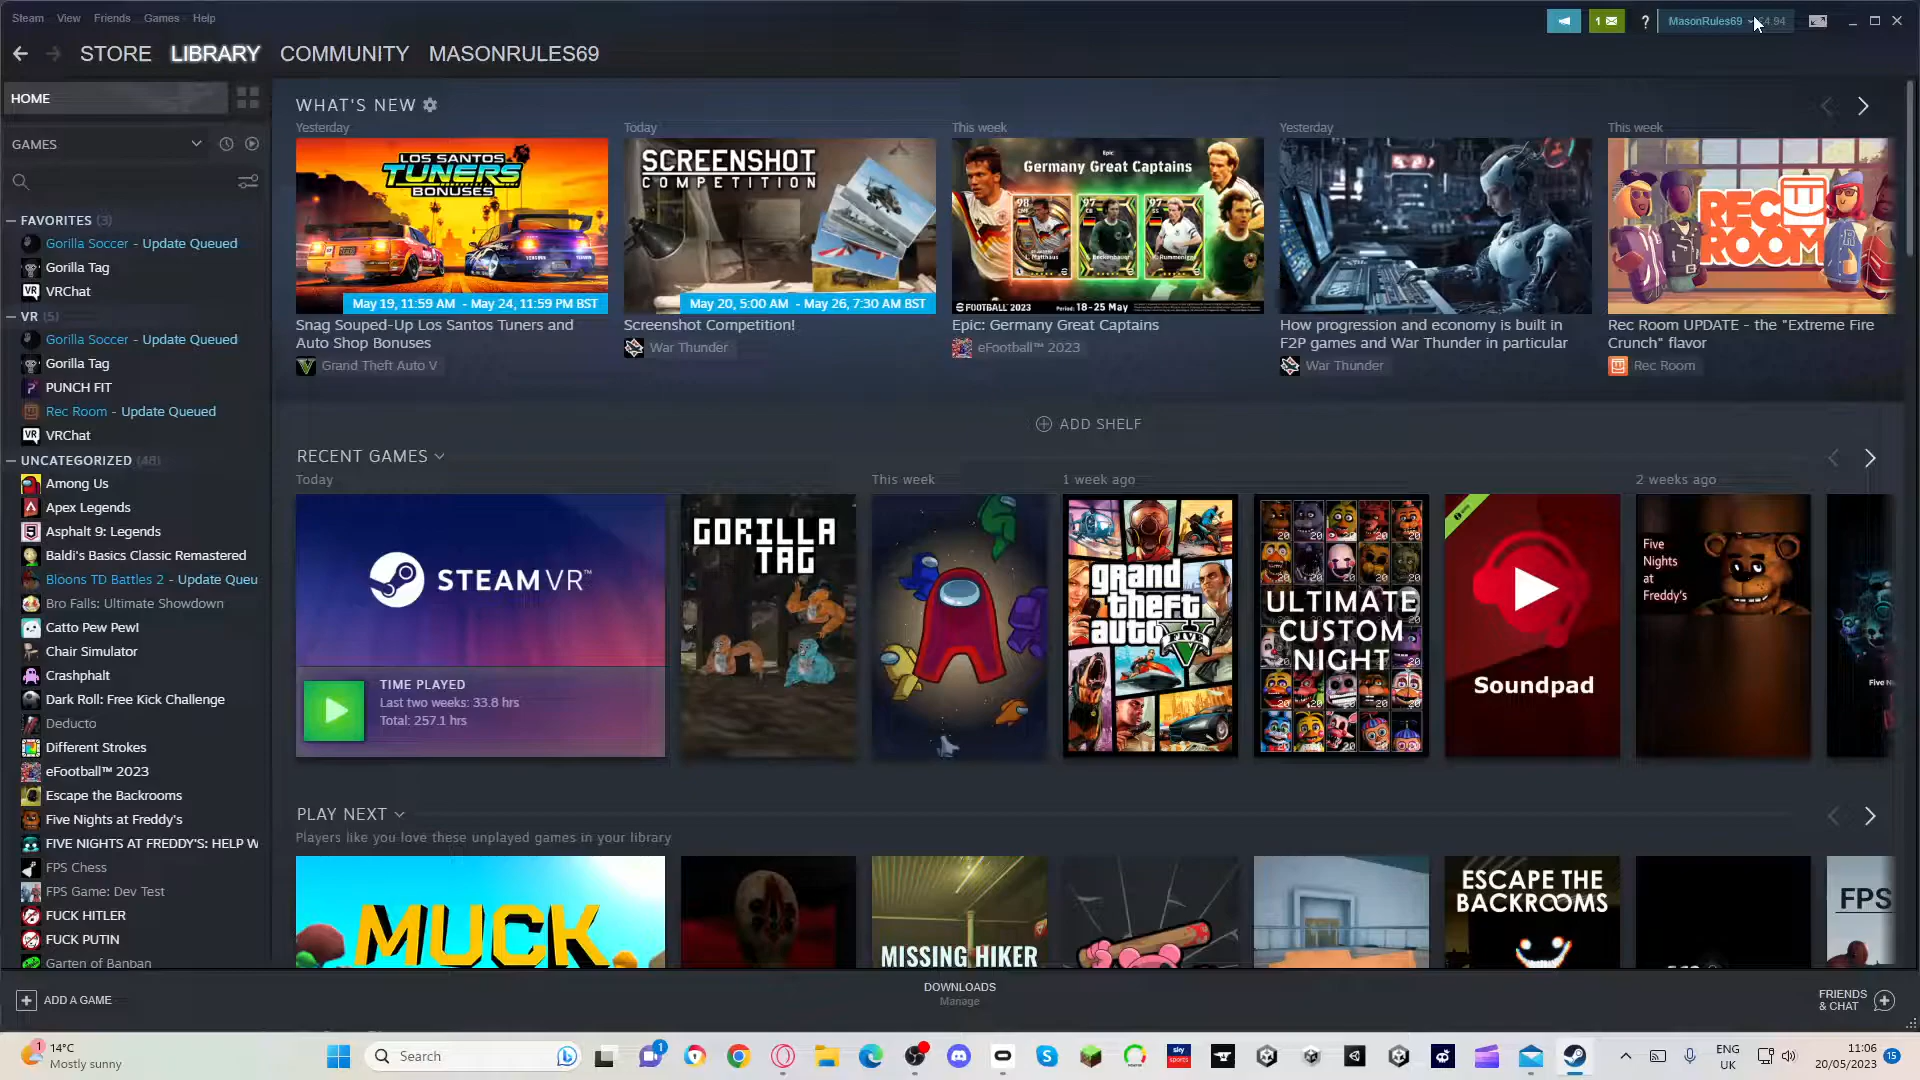 Steam View Friends Games Help
1
?
MasonRules69
STORE LIBRARY COMMUNITY MASONRULES69
HOME
GAMES
FAVORITES (3)
Gorilla Soccer - Update Queued
Gorilla Tag
VRChat
VR (5)
Gorilla Soccer - Update Queued
Gorilla Tag
PUNCH FIT
Rec Room - Update Queued
VRChat
UNCATEGORIZED (48)
Among Us
Apex Legends
Asphalt 9: Legends
Baldi's Basics Classic Remastered
Bloons TD Battles 2 - Update Queu
Bro Falls: Ultimate Showdown
Catto Pew Pew!
Chair Simulator
Crashphalt
Dark Roll: Free Kick Challenge
Deducto
Different Strokes
eFootball™ 2023
Escape the Backrooms
Five Nights at Freddy's
FIVE NIGHTS AT FREDDY'S: HELP W
FPS Chess
FPS Game: Dev Test
FUCK HITLER
FUCK PUTIN
Garten of Banban
WHAT'S NEW
Yesterday
LOS SANTOS
TUNERS
BONUSES
May 19, 11:59 AM - May 24, 11:59 PM BST
Snag Souped-Up Los Santos Tuners and
Auto Shop Bonuses
Grand Theft Auto V
Today
SCREENSHOT
COMPETITION
May 20, 5:00 AM - May 26, 7:30 AM BST
Screenshot Competition!
War Thunder
This week
Epic:
Germany Great Captains
98
97
97
FOOTBALL 2023
Period: 18-25 May
Epic: Germany Great Captains
eFootball™ 2023
Yesterday
How progression and economy is built in
F2P games and War Thunder in particular
War Thunder
This week
REC
ROOM
Rec Room UPDATE - the "Extreme Fire
Crunch" flavor
Rec Room
ADD SHELF
RECENT GAMES
Today
STEAMVR™
TIME PLAYED
Last two weeks: 33.8 hrs
Total: 257.1 hrs
GORILLA
TAG
This week
1 week ago
grand
theft
auto
FIVE
ULTIMATE
CUSTOM
NIGHT
Soundpad
2 weeks ago
Five
Nights
at
Freddy's
PLAY NEXT
Players like you love these unplayed games in your library
MUCK
MISSING HIKER
ESCAPE THE
BACKROOMS
FPS
ADD A GAME
DOWNLOADS
Manage
FRIENDS
& CHAT
14°C
Mostly sunny
Search
1
sky
sports
ENG
UK
11:06
20/05/2023
15